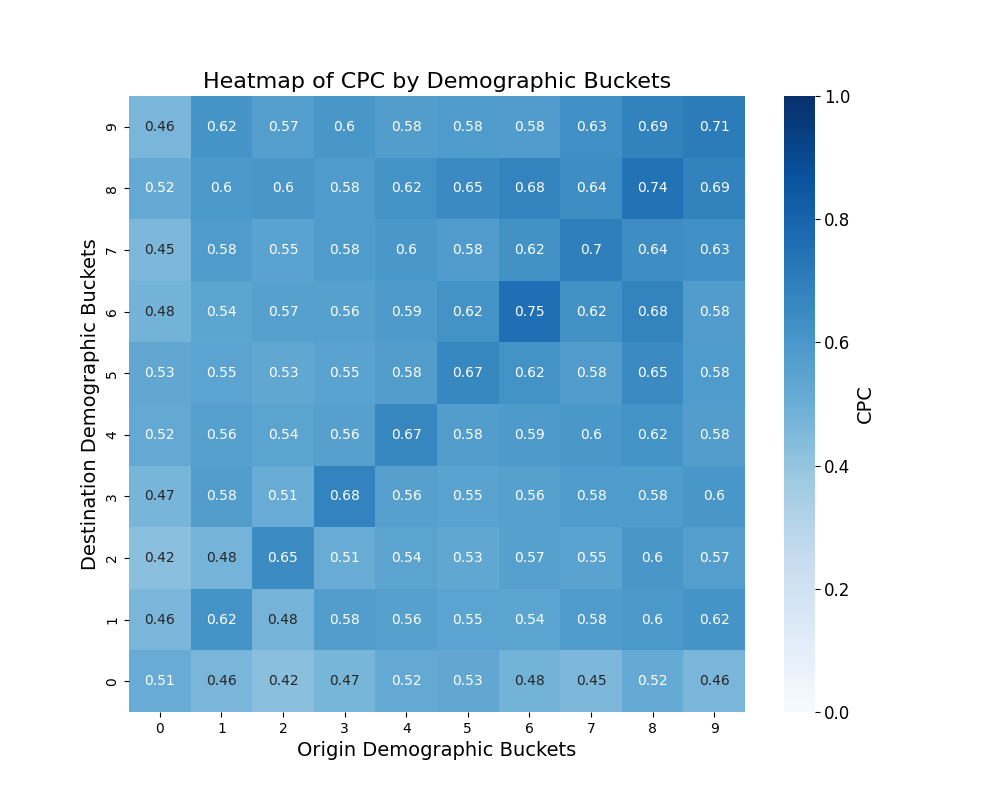 Heatmap of CPC by Demographic Buckets
9 0.46 0.62 0.57 0.6 0.58 0.58 0.58 0.63 0.69 0.71
8 0.52 0.6 0.6 0.58 0.62 0.65 0.68 0.64 0.74 0.69
7 0.45 0.58 0.55 0.58 0.6 0.58 0.62 0.7 0.64 0.63
6 0.48 0.54 0.57 0.56 0.59 0.62 0.75 0.62 0.68 0.58
5 0.53 0.55 0.53 0.55 0.58 0.67 0.62 0.58 0.65 0.58
4 0.52 0.56 0.54 0.56 0.67 0.58 0.59 0.6 0.62 0.58
3 0.47 0.58 0.51 0.68 0.56 0.55 0.56 0.58 0.58 0.6
2 0.42 0.48 0.65 0.51 0.54 0.53 0.57 0.55 0.6 0.57
1 0.46 0.62 0.48 0.58 0.56 0.55 0.54 0.58 0.6 0.62
0 0.51 0.46 0.42 0.47 0.52 0.53 0.48 0.45 0.52 0.46
0 1 2 3 4 5 6 7 8 9
Origin Demographic Buckets
Destination Demographic Buckets
1.0
0.8
0.6
0.4
0.2
0.0
CPC